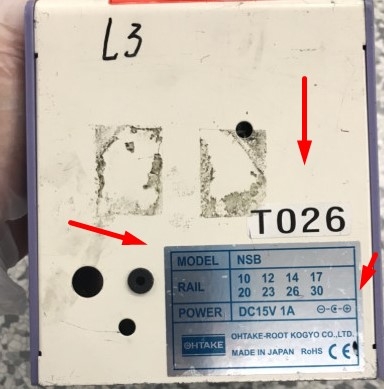 L3
T026
MODEL NSB
RAIL 10 12 14 17
20 23 26 30
POWER DC15V 1A
OHTAKE
OHTAKE-ROOT KOGYO CO.,LTD.
MADE IN JAPAN RoHS CE